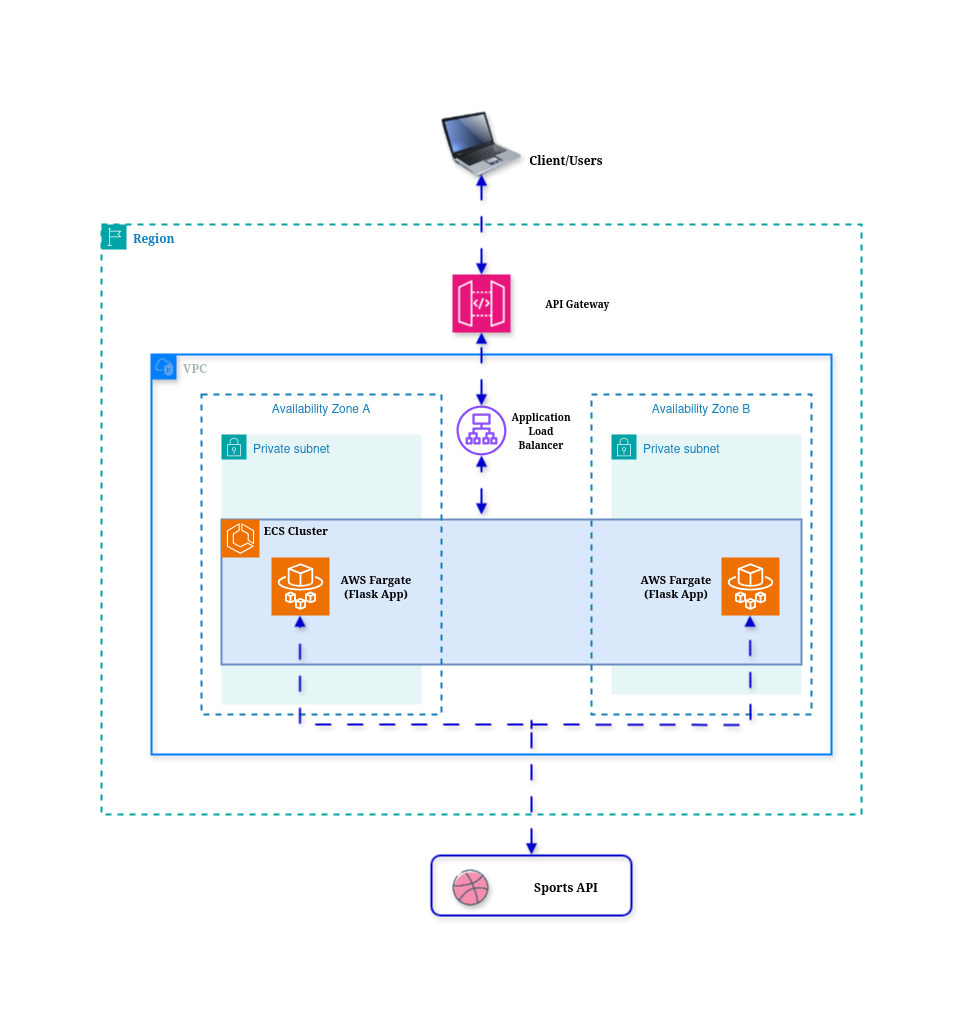 Client/Users
Region
API Gateway
VPC
Availability Zone A
Application
Load
Balancer
Availability Zone B
Private subnet
Private subnet
ECS Cluster
AWS Fargate
(Flask App)
AWS Fargate
(Flask App)
Sports API